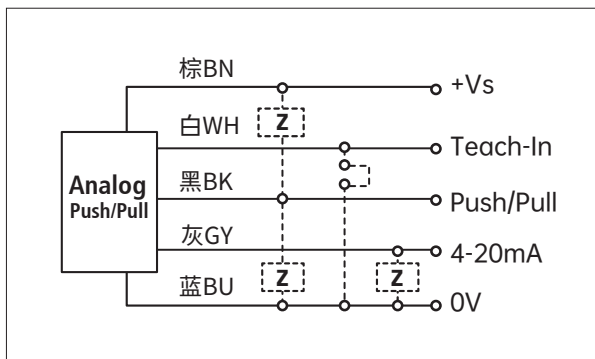 棕BN
+Vs
Z
白WH
Teach-In
Analog
Push/Pull
黑BK
Push/Pull
灰GY
4-20mA
Z
Z
蓝BU
0V